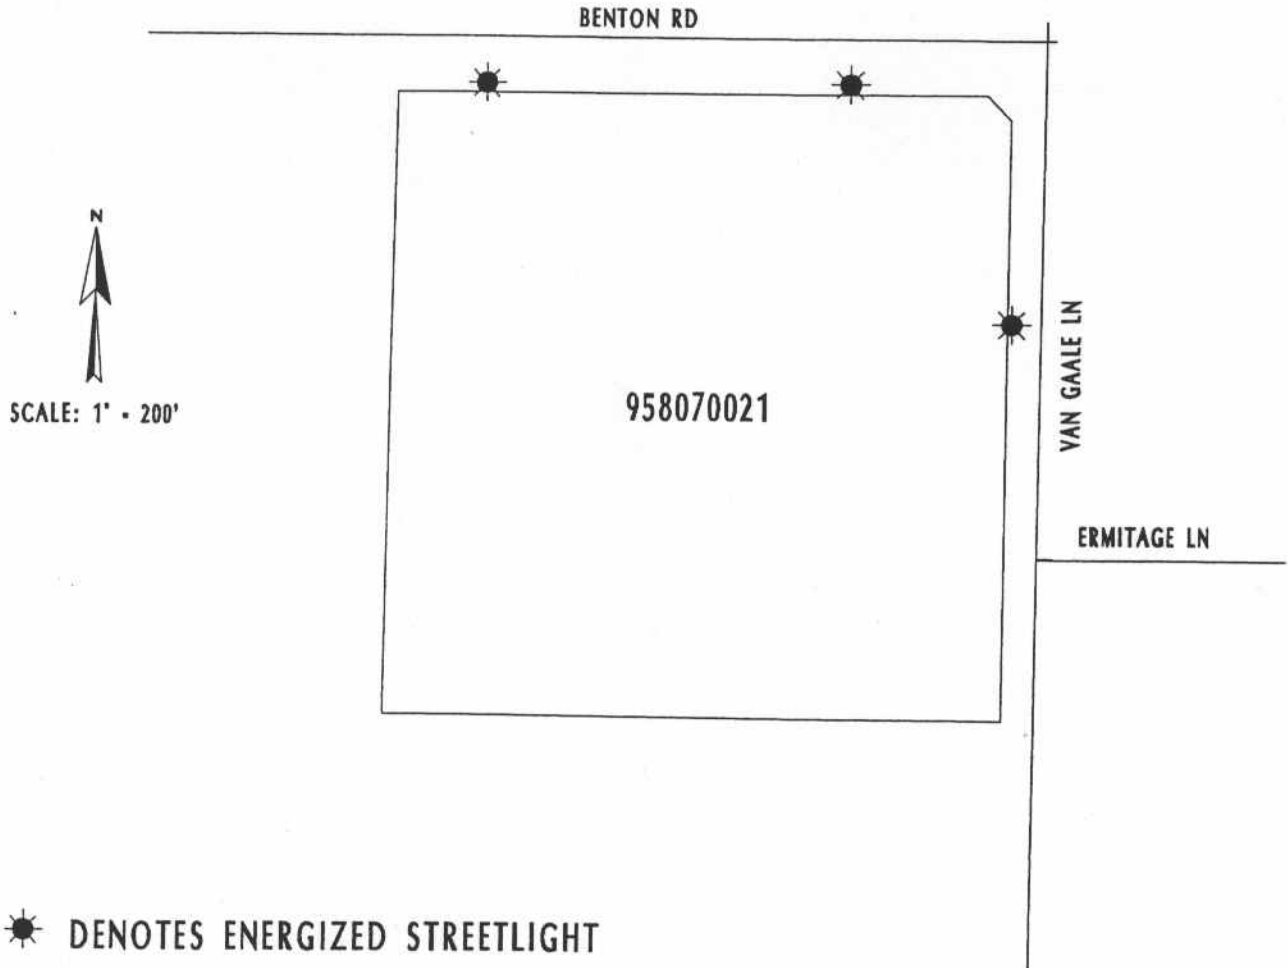 BENTON RD
N
SCALE: 1" = 200'
958070021
VAN GAALE LN
ERMITAGE LN
DENOTES ENERGIZED STREETLIGHT